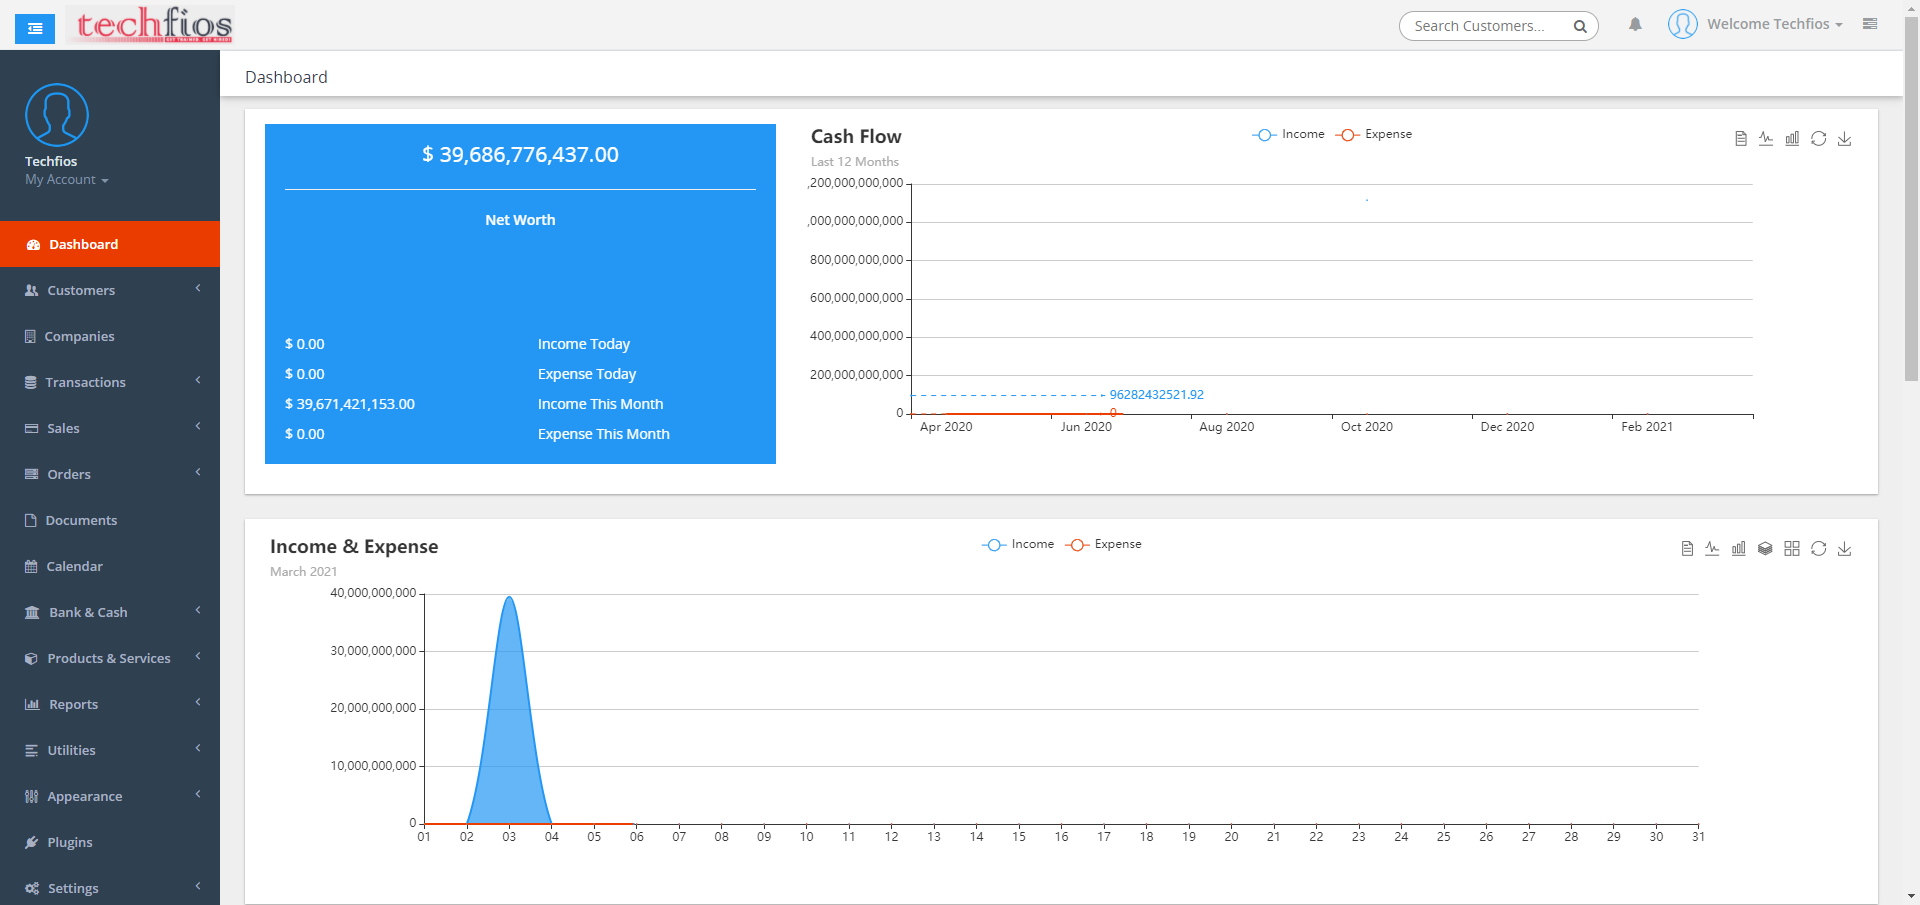 techfios
GET TRAINED. GET HIRED!
Search Customers...
Welcome Techfios
Techfios
My Account
Dashboard
Customers
Companies
Transactions
Sales
Orders
Documents
Calendar
Bank & Cash
Products & Services
Reports
Utilities
Appearance
Plugins
Settings
Dashboard
$ 39,686,776,437.00
Net Worth
$ 0.00 Income Today
$ 0.00 Expense Today
$ 39,671,421,153.00 Income This Month
$ 0.00 Expense This Month
Cash Flow
Last 12 Months
Income Expense
,200,000,000,000
,000,000,000,000
800,000,000,000
600,000,000,000
400,000,000,000
200,000,000,000
96282432521.92
0
0
Apr 2020 Jun 2020 Aug 2020 Oct 2020 Dec 2020 Feb 2021
Income & Expense
March 2021
Income Expense
40,000,000,000
30,000,000,000
20,000,000,000
10,000,000,000
0
01 02 03 04 05 06 07 08 09 10 11 12 13 14 15 16 17 18 19 20 21 22 23 24 25 26 27 28 29 30 31